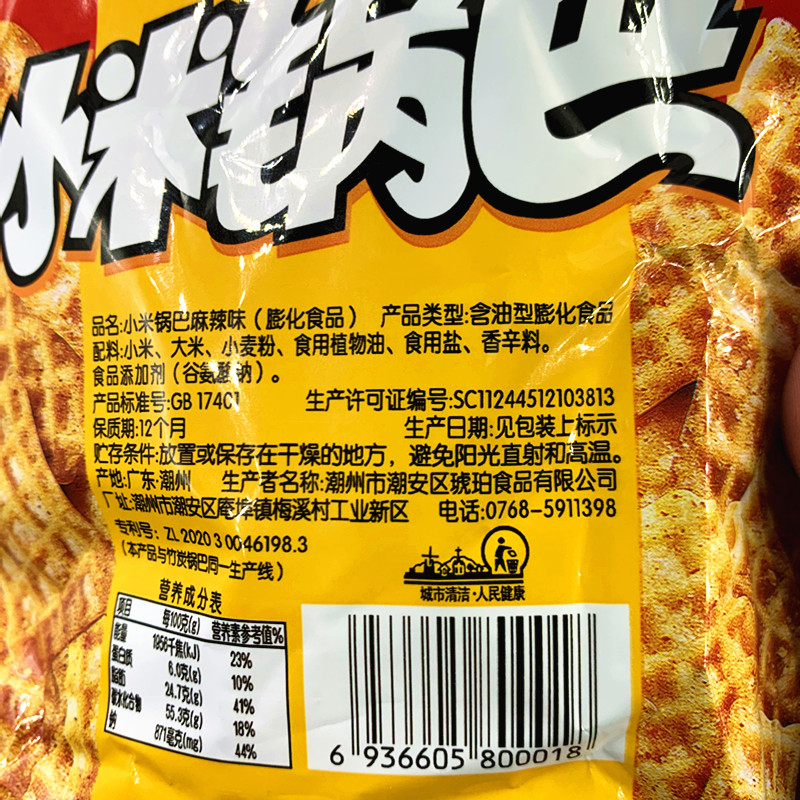 小米锅巴
品名:小米锅巴麻辣味(膨化食品) 产品类型:含油型膨化食品
配料:小米、大米、小麦粉、食用植物油、食用盐、香辛料。
食品添加剂(谷氨酸钠)。
产品标准号:GB 17401 生产许可证编号:SC11244512103813
保质期:12个月 生产日期:见包装上标示
贮存条件:放置或保存在干燥的地方,避免阳光直射和高温。
产地:广东·潮州 生产者名称:潮州市潮安区琥珀食品有限公司
厂址:潮州市潮安区庵埠镇梅溪村工业新区 电话:0768-5911398
专利号: ZL 2020 3 0046198.3
(本产品与竹炭锅巴同一生产线)
城市清洁·人民健康
营养成分表
项目 每100克(g) 营养素参考值%
能量 1956千焦(kJ) 23%
蛋白质 6.0克(g) 10%
脂肪 24.7克(g) 41%
碳水化合物 55.3克(g) 18%
钠 871毫克(mg) 44%
6 936605 800018